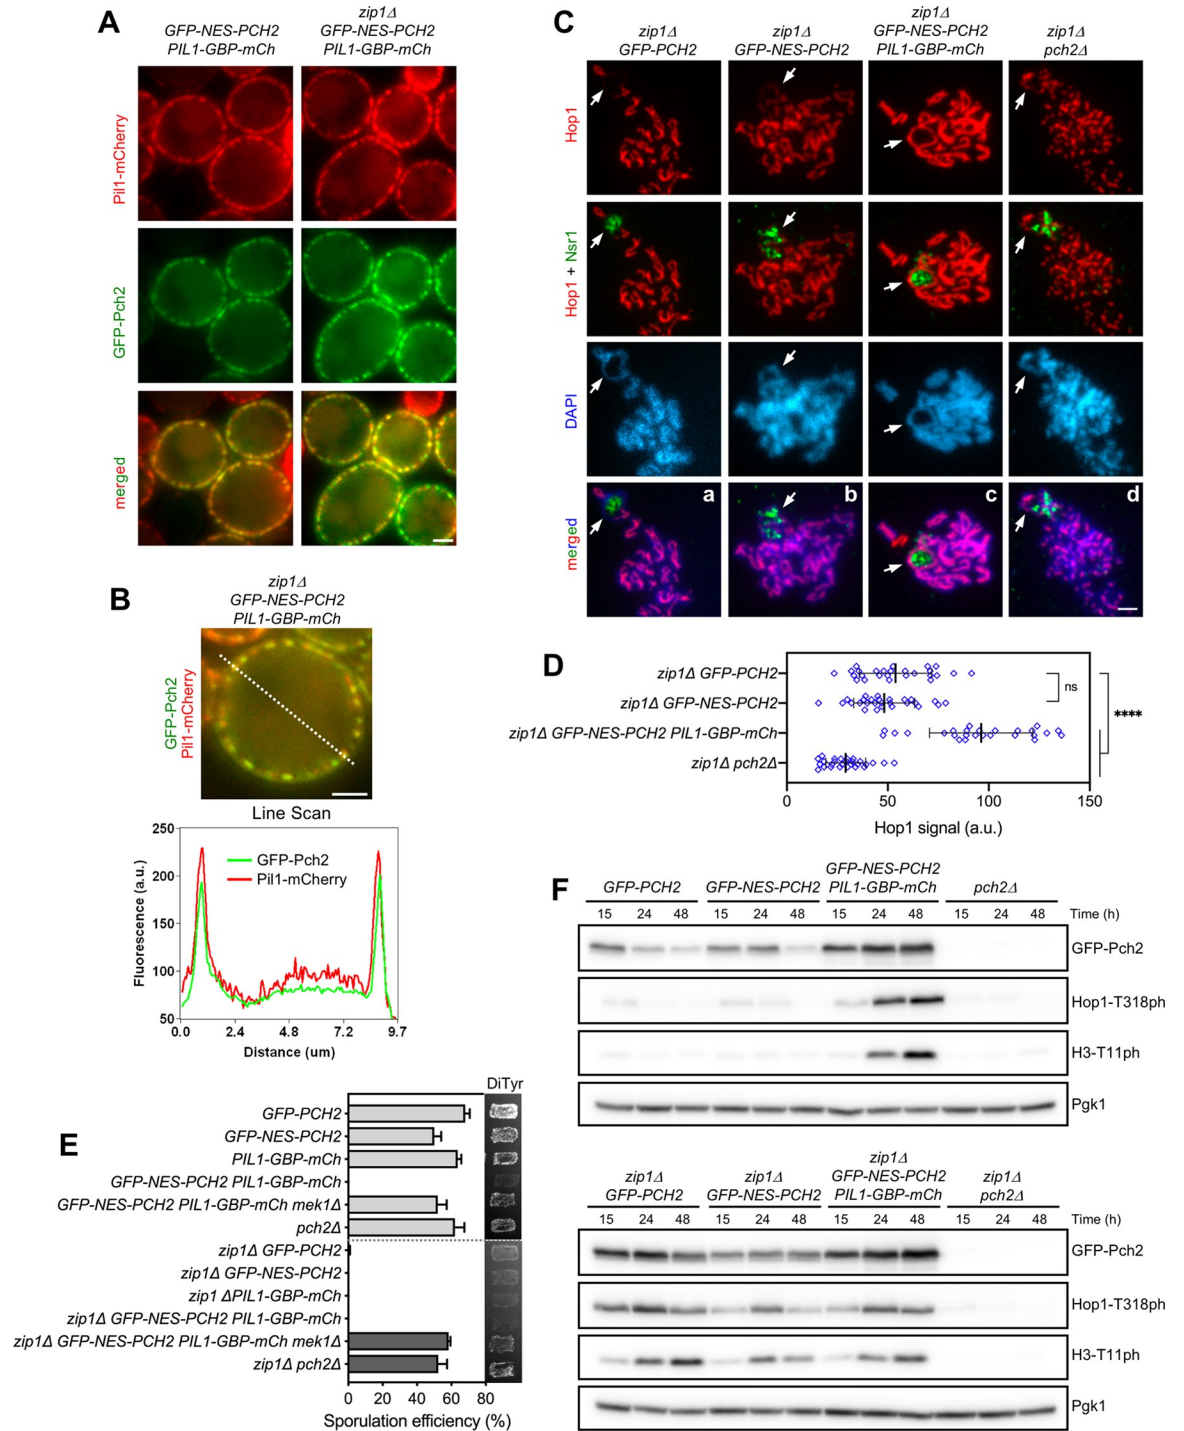 A
GFP-NES-PCH2
PIL1-GBP-mCh
zip1Δ
GFP-NES-PCH2
PIL1-GBP-mCh
Pil1-mCherry
GFP-Pch2
merged
B
zip1Δ
GFP-NES-PCH2
PIL1-GBP-mCh
GFP-Pch2
Pil1-mCherry
Line Scan
Fluorescence (a.u.)
250
200
150
100
50
GFP-Pch2
Pil1-mCherry
0.0 2.4 4.8 7.2 9.7
Distance (um)
C
zip1Δ
GFP-PCH2
zip1Δ
GFP-NES-PCH2
zip1Δ
GFP-NES-PCH2
PIL1-GBP-mCh
zip1Δ
pch2Δ
Hop1
Hop1 + Nsr1
DAPI
merged
a b c d
D
zip1Δ GFP-PCH2
zip1Δ GFP-NES-PCH2
zip1Δ GFP-NES-PCH2 PIL1-GBP-mCh
zip1Δ pch2Δ
ns
****
0 50 100 150
Hop1 signal (a.u.)
E
DiTyr
GFP-PCH2
GFP-NES-PCH2
PIL1-GBP-mCh
GFP-NES-PCH2 PIL1-GBP-mCh
GFP-NES-PCH2 PIL1-GBP-mCh mek1Δ
pch2Δ
zip1Δ GFP-PCH2
zip1Δ GFP-NES-PCH2
zip1 ΔPIL1-GBP-mCh
zip1Δ GFP-NES-PCH2 PIL1-GBP-mCh
zip1Δ GFP-NES-PCH2 PIL1-GBP-mCh mek1Δ
zip1Δ pch2Δ
0 20 40 60 80
Sporulation efficiency (%)
F
GFP-PCH2
GFP-NES-PCH2
GFP-NES-PCH2
PIL1-GBP-mCh
pch2Δ
15 24 48 15 24 48 15 24 48 15 24 48 Time (h)
GFP-Pch2
Hop1-T318ph
H3-T11ph
Pgk1
zip1Δ
GFP-PCH2
zip1Δ
GFP-NES-PCH2
zip1Δ
GFP-NES-PCH2
PIL1-GBP-mCh
zip1Δ
pch2Δ
15 24 48 15 24 48 15 24 48 15 24 48 Time (h)
GFP-Pch2
Hop1-T318ph
H3-T11ph
Pgk1